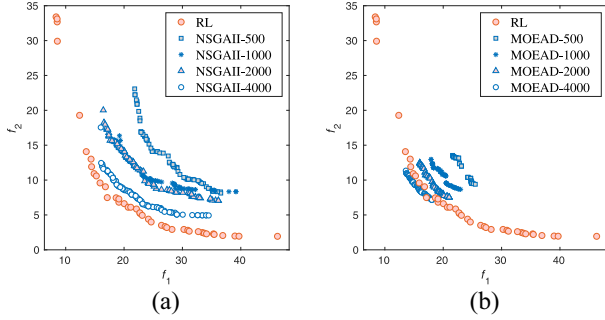 35
30
25
20
15
10
5
0
f2
10 20 30 40
f1
RL
NSGAII-500
NSGAII-1000
NSGAII-2000
NSGAII-4000
(a)
35
30
25
20
15
10
5
0
f2
10 20 30 40
f1
RL
MOEAD-500
MOEAD-1000
MOEAD-2000
MOEAD-4000
(b)